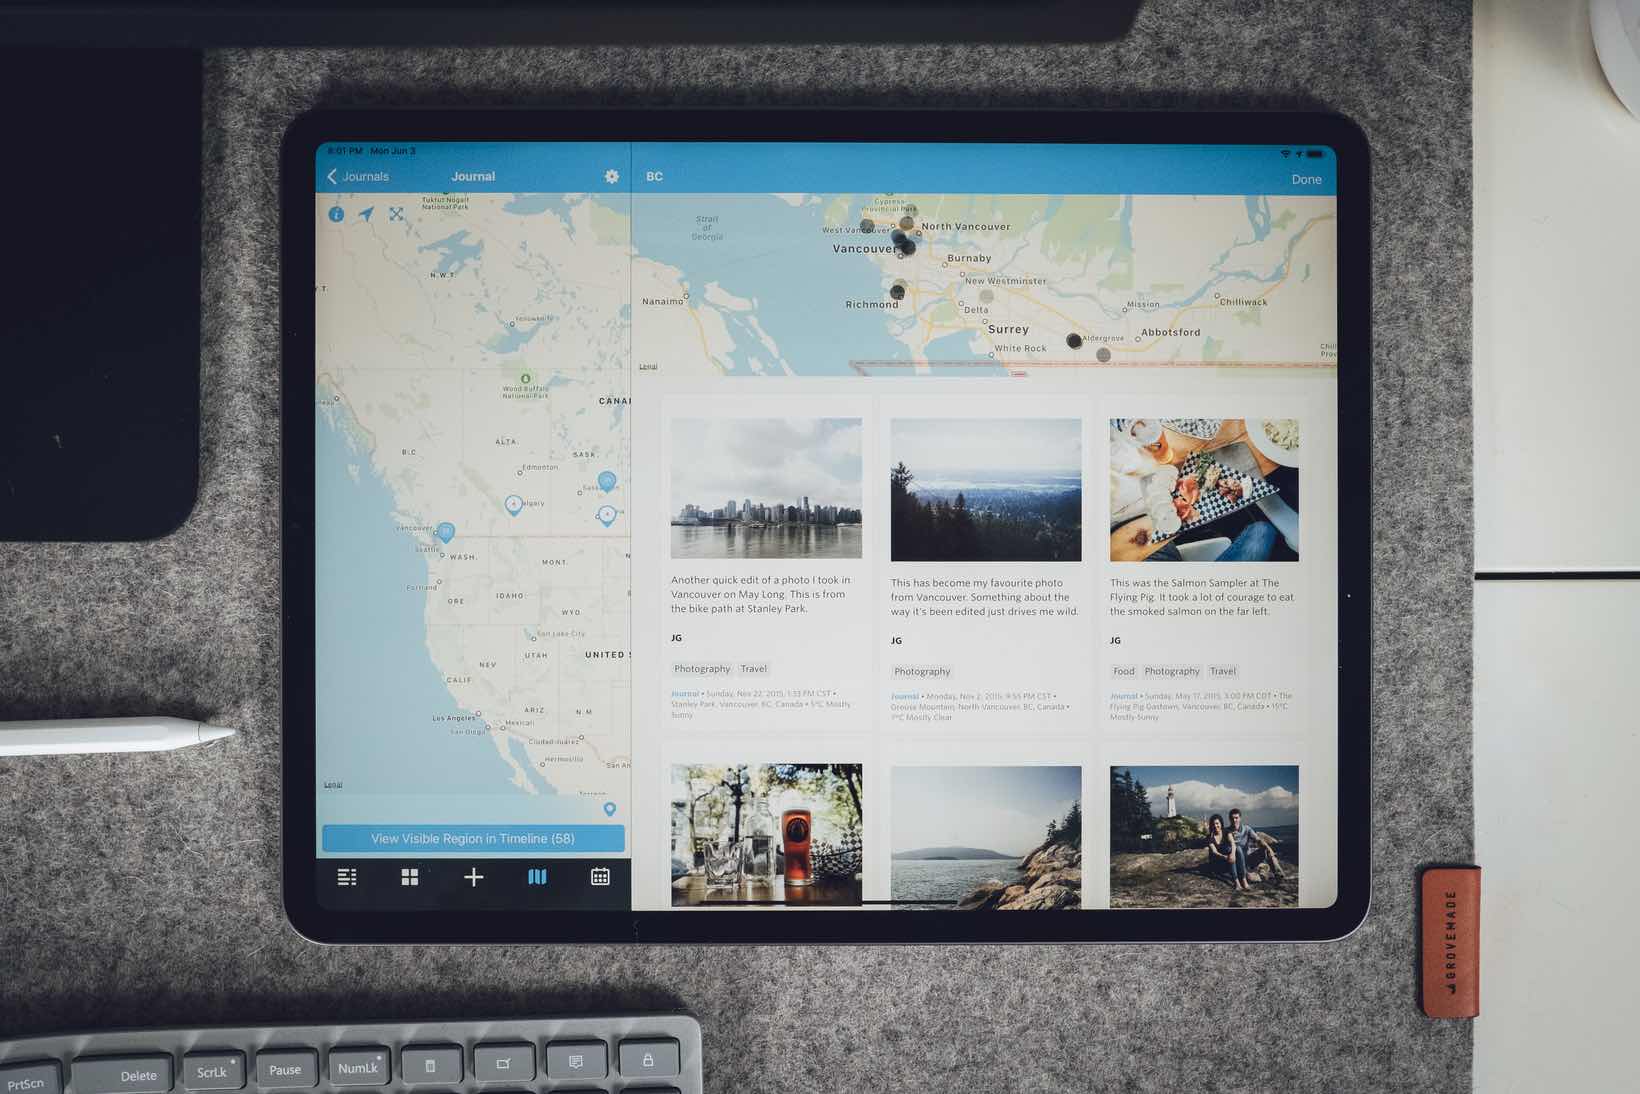 8:01 PM Mon Jun 3
Journals
Journal
BC
Done
Tuktut Nogait
National Park
N.W.T.
Y.T.
Yellowknife
Wood Buffalo
National Park
CANA
ALTA.
B.C.
SASK.
Edmonton
Calgary
Vancouver
Seattle
WASH.
MONT.
Portland
ORE.
IDAHO
WYO.
Salt Lake City
UTAH
UNITED S
NEV.
CALIF.
ARIZ.
N.M.
Los Angeles
Mexicali
San Diego
Ciudad Juárez
Hermosillo
San An
Legal
View Visible Region in Timeline (58)
Strait
of
Georgia
Cypress
Provincial Park
West Vancouver
North Vancouver
Vancouver
Burnaby
New Westminster
Nanaimo
Richmond
Delta
Mission
Chilliwack
Surrey
Aldergrove
Abbotsford
White Rock
Chill
Prov
Legal
Another quick edit of a photo I took in
Vancouver on May Long. This is from
the bike path at Stanley Park.
JG
Photography Travel
Journal • Sunday, Nov 22, 2015, 1:33 PM CST •
Stanley Park, Vancouver, BC, Canada • 5°C Mostly
Sunny
This has become my favourite photo
from Vancouver. Something about the
way it's been edited just drives me wild.
JG
Photography
Journal • Monday, Nov 2, 2015, 9:55 PM CST •
Grouse Mountain, North Vancouver, BC, Canada •
1°C Mostly Clear
This was the Salmon Sampler at The
Flying Pig. It took a lot of courage to eat
the smoked salmon on the far left.
JG
Food Photography Travel
Journal • Sunday, May 17, 2015, 3:00 PM CDT • The
Flying Pig Gastown, Vancouver, BC, Canada • 15°C
Mostly Sunny
GROVEMADE
PrtScn
Delete
ScrLk
Pause
NumLk